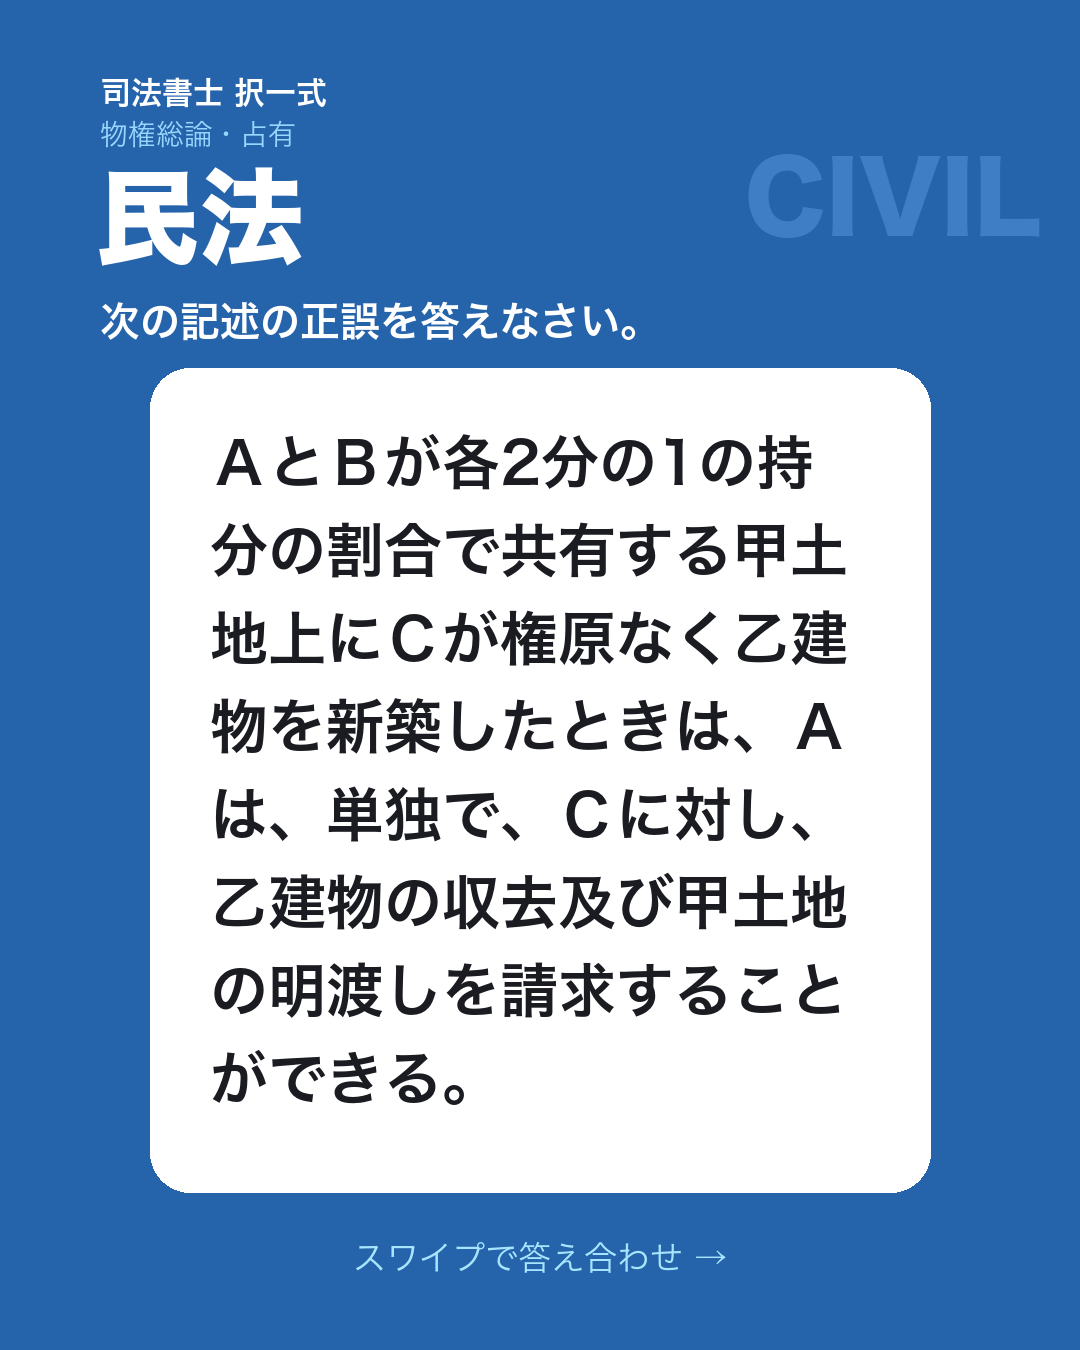 司法書士 択一式
物権総論・占有
民法
CIVIL
次の記述の正誤を答えなさい。
ＡとＢが各2分の1の持
分の割合で共有する甲土
地上にＣが権原なく乙建
物を新築したときは、Ａ
は、単独で、Ｃに対し、
乙建物の収去及び甲土地
の明渡しを請求すること
ができる。
スワイプで答え合わせ →